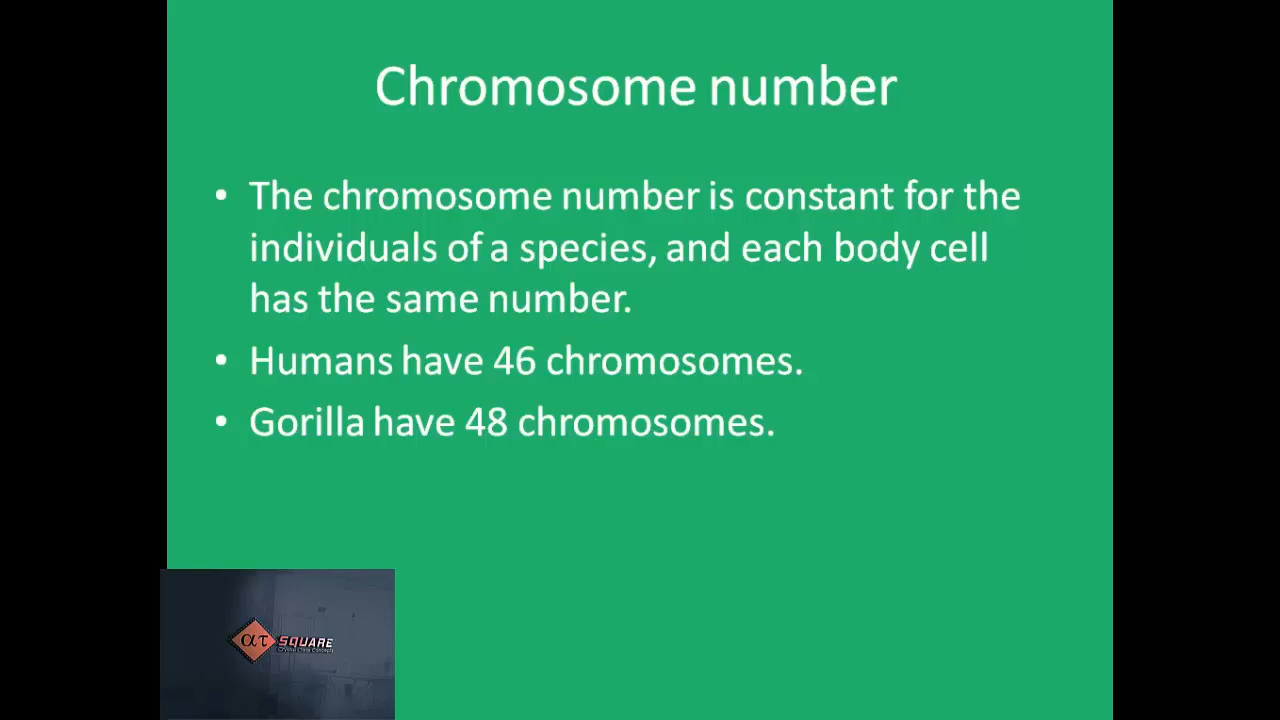 Chromosome number
• The chromosome number is constant for the
individuals of a species, and each body cell
has the same number.
• Humans have 46 chromosomes.
• Gorilla have 48 chromosomes.
ατ SQUARE